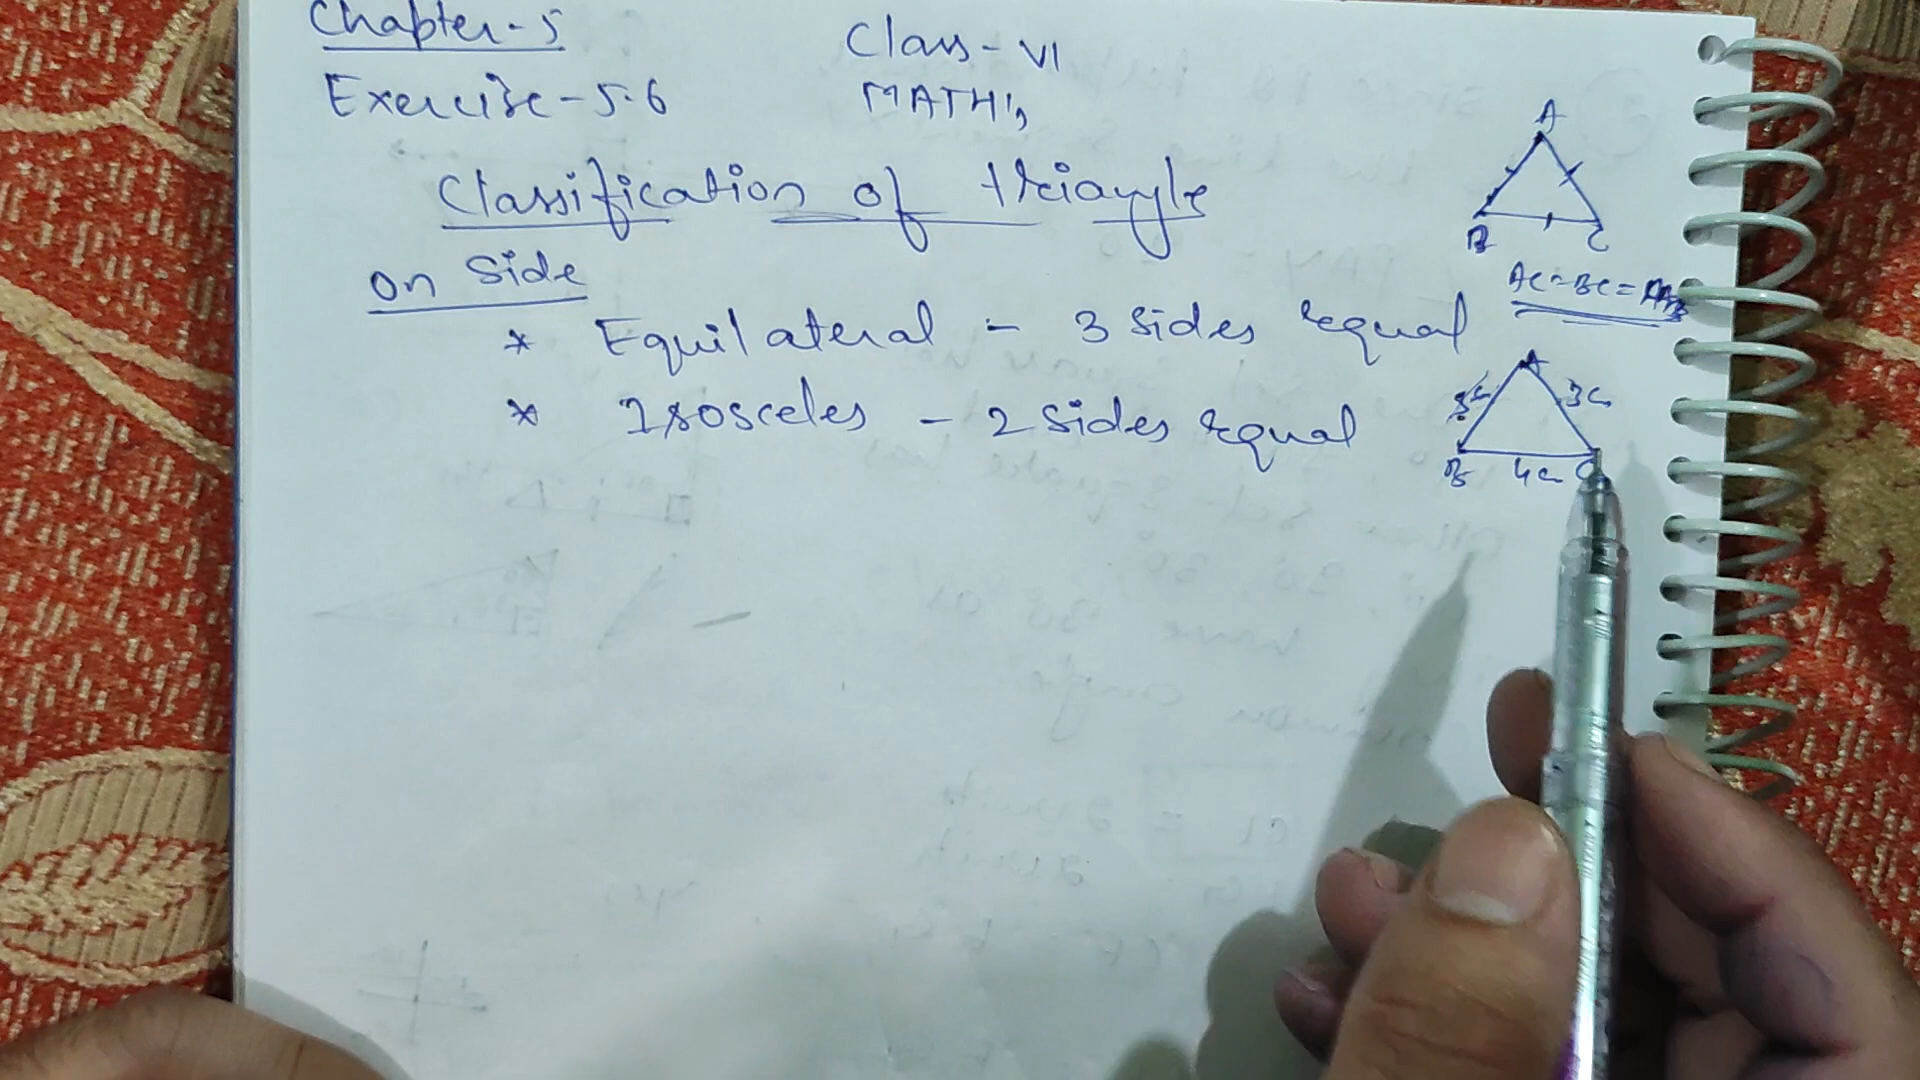 Chapter-5
Class-VI
Exercise-5.6
MATH's
Classification of triangle
On Side
* Equilateral - 3 sides equal
* Isosceles - 2 sides equal
A
B
C
AC=BC=AB
A
3c
3c
B
4c
C